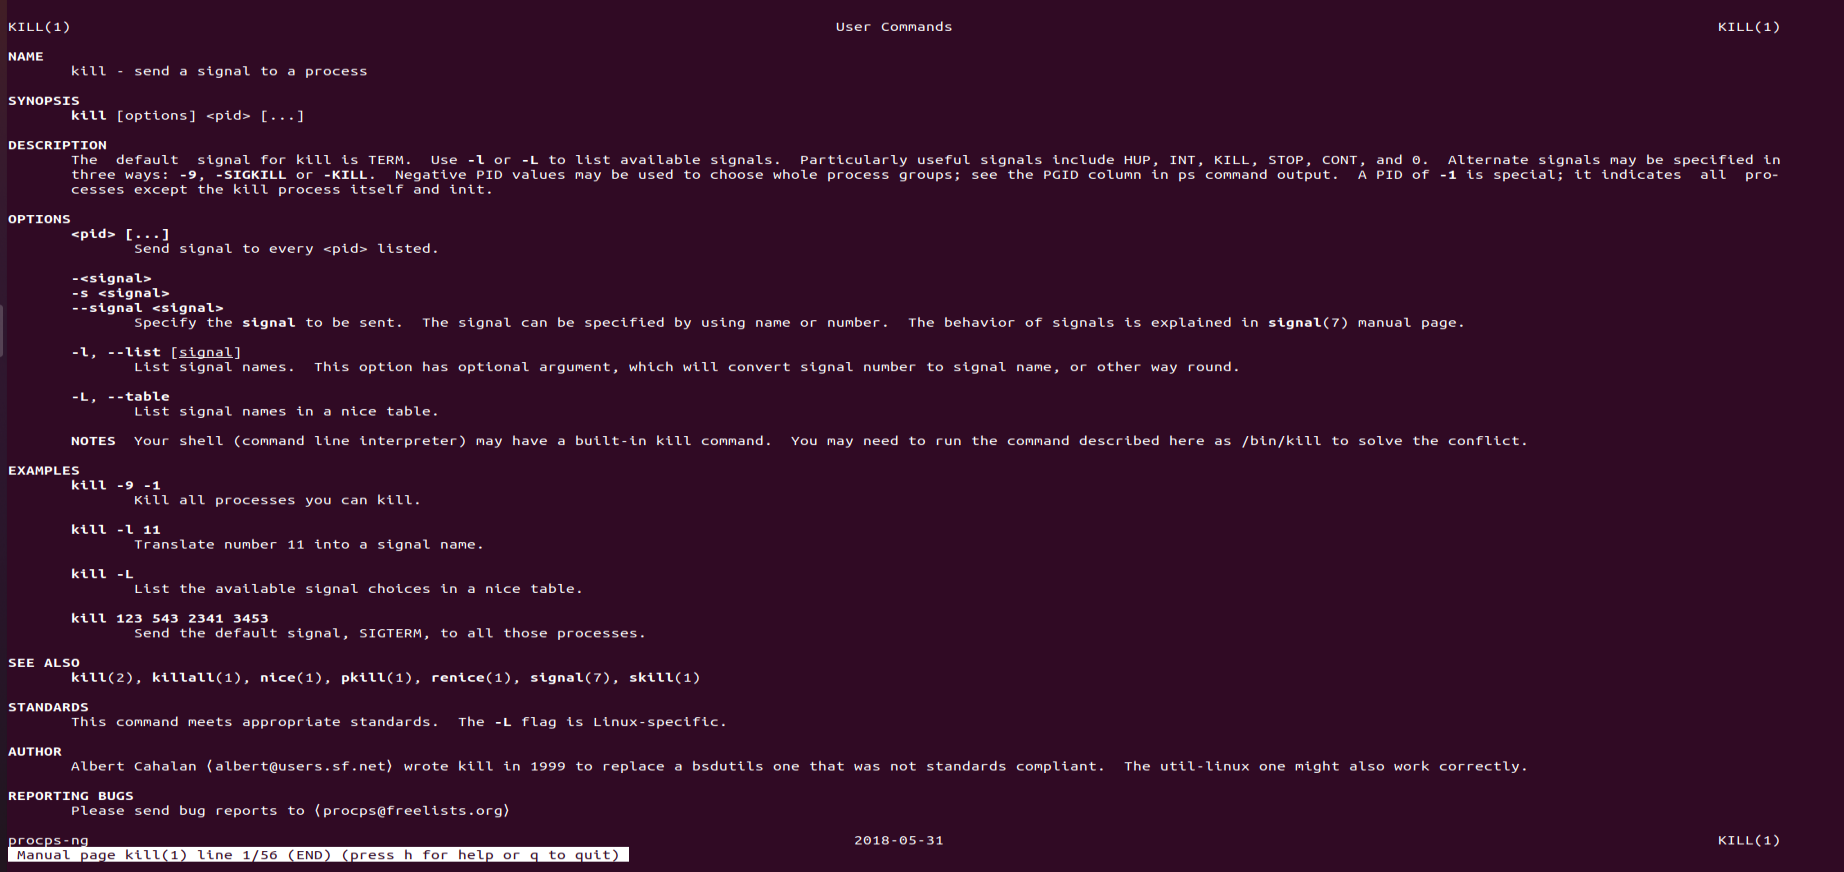 KILL(1) User Commands KILL(1)
NAME
kill - send a signal to a process
SYNOPSIS
kill [options] <pid> [...]
DESCRIPTION
The default signal for kill is TERM. Use -l or -L to list available signals. Particularly useful signals include HUP, INT, KILL, STOP, CONT, and 0. Alternate signals may be specified in
three ways: -9, -SIGKILL or -KILL. Negative PID values may be used to choose whole process groups; see the PGID column in ps command output. A PID of -1 is special; it indicates all pro-
cesses except the kill process itself and init.
OPTIONS
<pid> [...]
Send signal to every <pid> listed.
-<signal>
-s <signal>
--signal <signal>
Specify the signal to be sent. The signal can be specified by using name or number. The behavior of signals is explained in signal(7) manual page.
-l, --list [signal]
List signal names. This option has optional argument, which will convert signal number to signal name, or other way round.
-L, --table
List signal names in a nice table.
NOTES Your shell (command line interpreter) may have a built-in kill command. You may need to run the command described here as /bin/kill to solve the conflict.
EXAMPLES
kill -9 -1
Kill all processes you can kill.
kill -l 11
Translate number 11 into a signal name.
kill -L
List the available signal choices in a nice table.
kill 123 543 2341 3453
Send the default signal, SIGTERM, to all those processes.
SEE ALSO
kill(2), killall(1), nice(1), pkill(1), renice(1), signal(7), skill(1)
STANDARDS
This command meets appropriate standards. The -L flag is Linux-specific.
AUTHOR
Albert Cahalan ⟨albert@users.sf.net⟩ wrote kill in 1999 to replace a bsdutils one that was not standards compliant. The util-linux one might also work correctly.
REPORTING BUGS
Please send bug reports to ⟨procps@freelists.org⟩
procps-ng 2018-05-31 KILL(1)
Manual page kill(1) line 1/56 (END) (press h for help or q to quit)